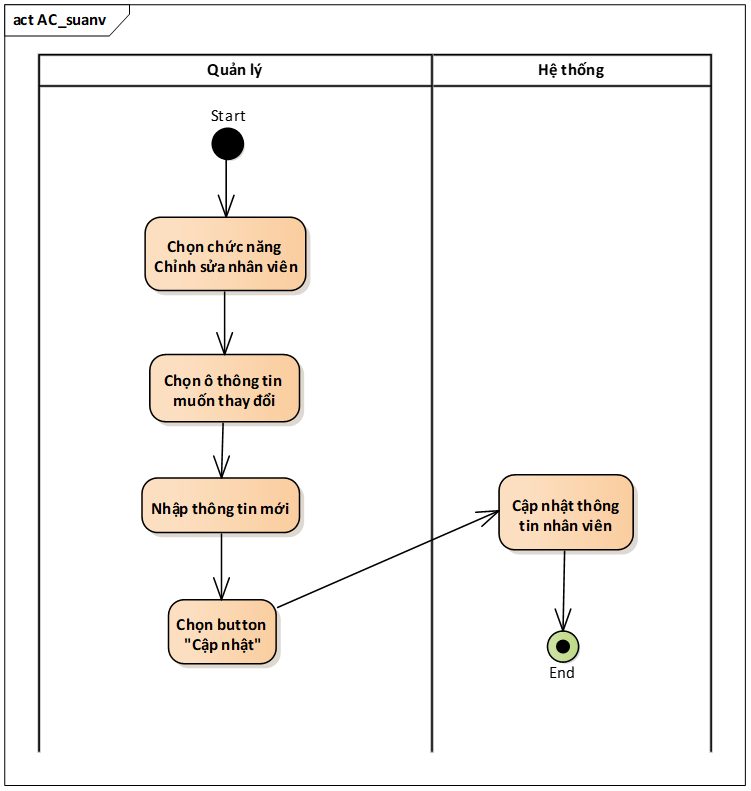 act AC_suanv
Quản lý
Hệ thống
Start
Chọn chức năng
Chỉnh sửa nhân viên
Chọn ô thông tin
muốn thay đổi
Nhập thông tin mới
Chọn button
"Cập nhật"
Cập nhật thông
tin nhân viên
End